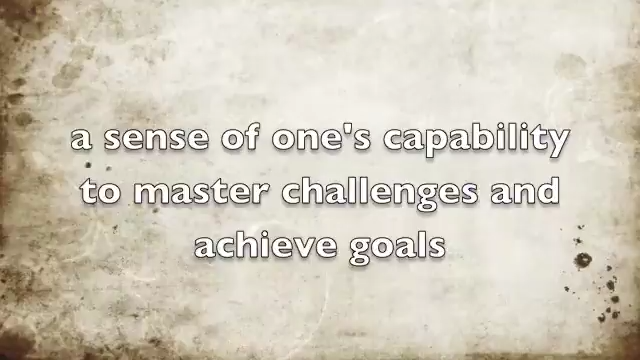 a sense of one's capability
to master challenges and
achieve goals